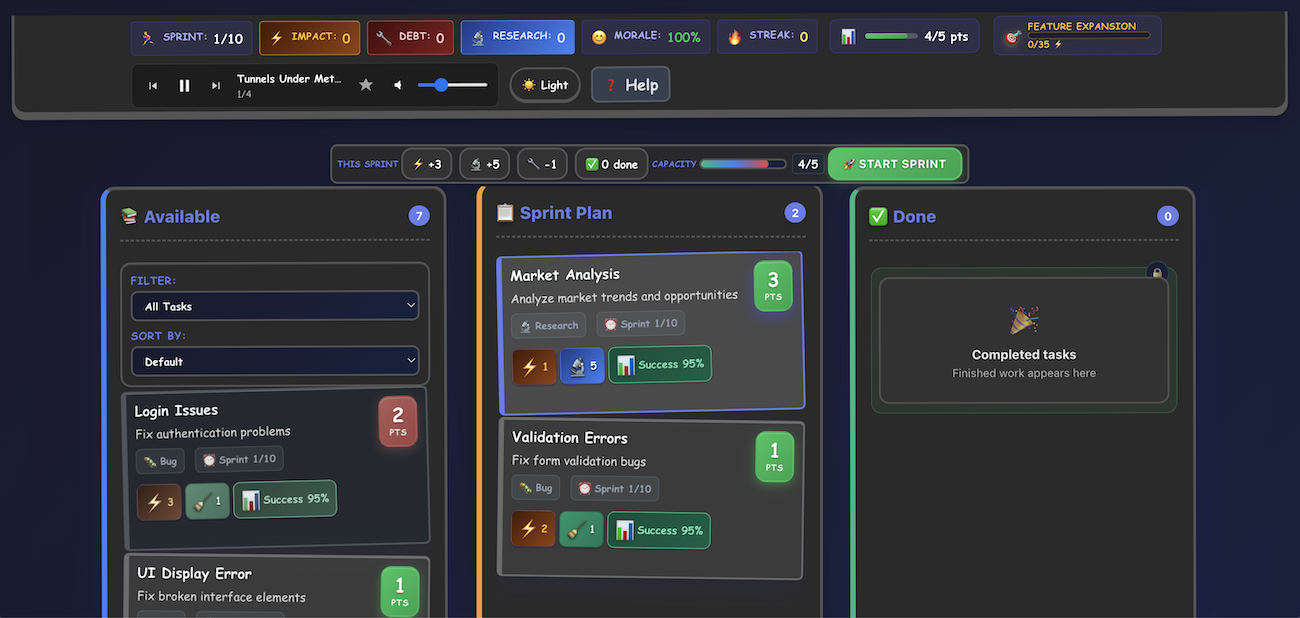 SPRINT: 1/10
IMPACT: 0
DEBT: 0
RESEARCH: 0
MORALE: 100%
STREAK: 0
4/5 pts
FEATURE EXPANSION
0/35
Tunnels Under Met...
1/4
Light
Help
THIS SPRINT
+3
+5
-1
0 done
CAPACITY
4/5
START SPRINT
Available
7
FILTER:
All Tasks
SORT BY:
Default
Login Issues
2
PTS
Fix authentication problems
Bug
Sprint 1/10
3
1
Success 95%
UI Display Error
1
PTS
Fix broken interface elements
Sprint Plan
2
Market Analysis
3
PTS
Analyze market trends and opportunities
Research
Sprint 1/10
1
5
Success 95%
Validation Errors
1
PTS
Fix form validation bugs
Bug
Sprint 1/10
2
1
Success 95%
Done
0
Completed tasks
Finished work appears here